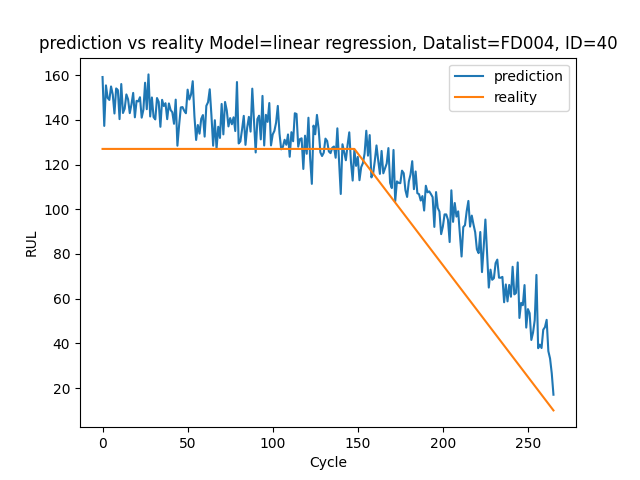 prediction vs reality Model=linear regression, Datalist=FD004, ID=40
prediction
reality
RUL
160
140
120
100
80
60
40
20
0
50
100
150
200
250
Cycle